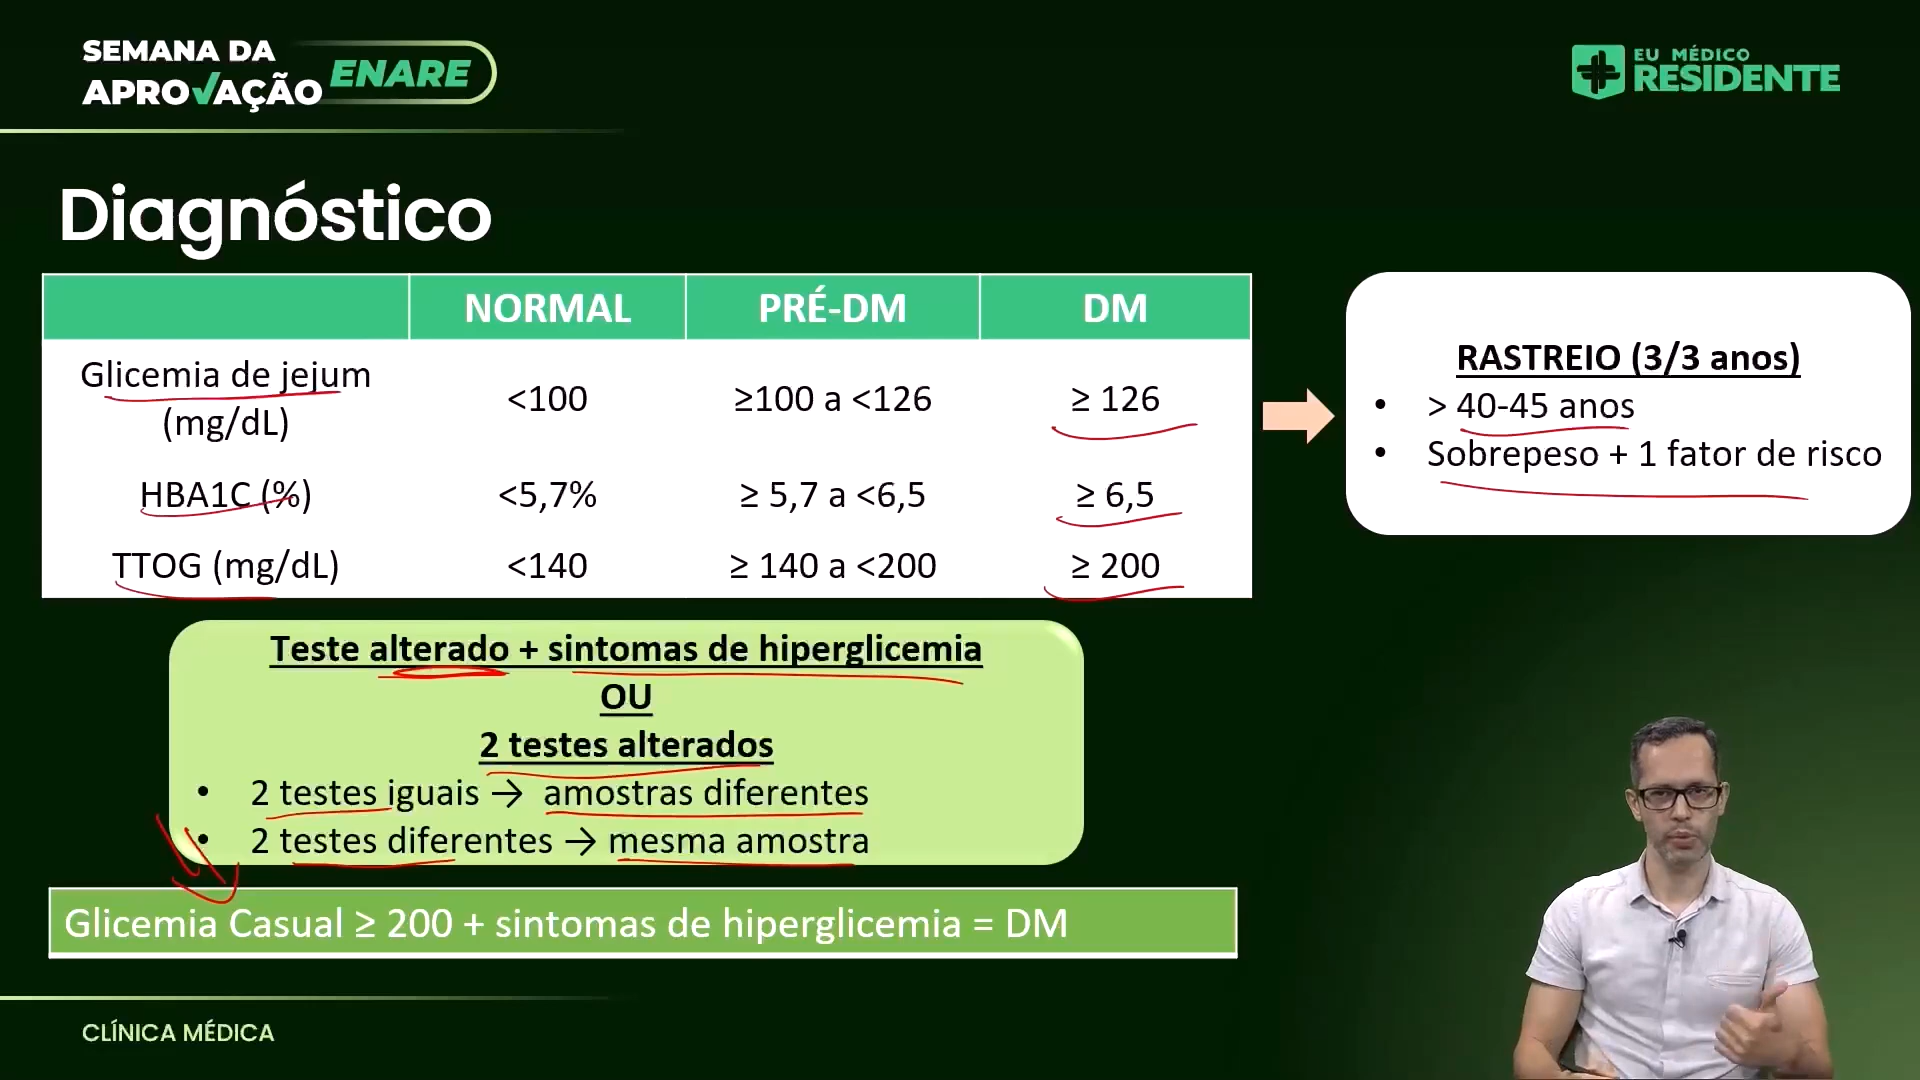 SEMANA DA
APROVAÇÃO ENARE
EU MÉDICO
RESIDENTE
Diagnóstico
NORMAL PRÉ-DM DM
Glicemia de jejum
(mg/dL) <100 ≥100 a <126 ≥ 126
HBA1C (%) <5,7% ≥ 5,7 a <6,5 ≥ 6,5
TTOG (mg/dL) <140 ≥ 140 a <200 ≥ 200
RASTREIO (3/3 anos)
• > 40-45 anos
• Sobrepeso + 1 fator de risco
Teste alterado + sintomas de hiperglicemia
OU
2 testes alterados
• 2 testes iguais → amostras diferentes
• 2 testes diferentes → mesma amostra
Glicemia Casual ≥ 200 + sintomas de hiperglicemia = DM
CLÍNICA MÉDICA